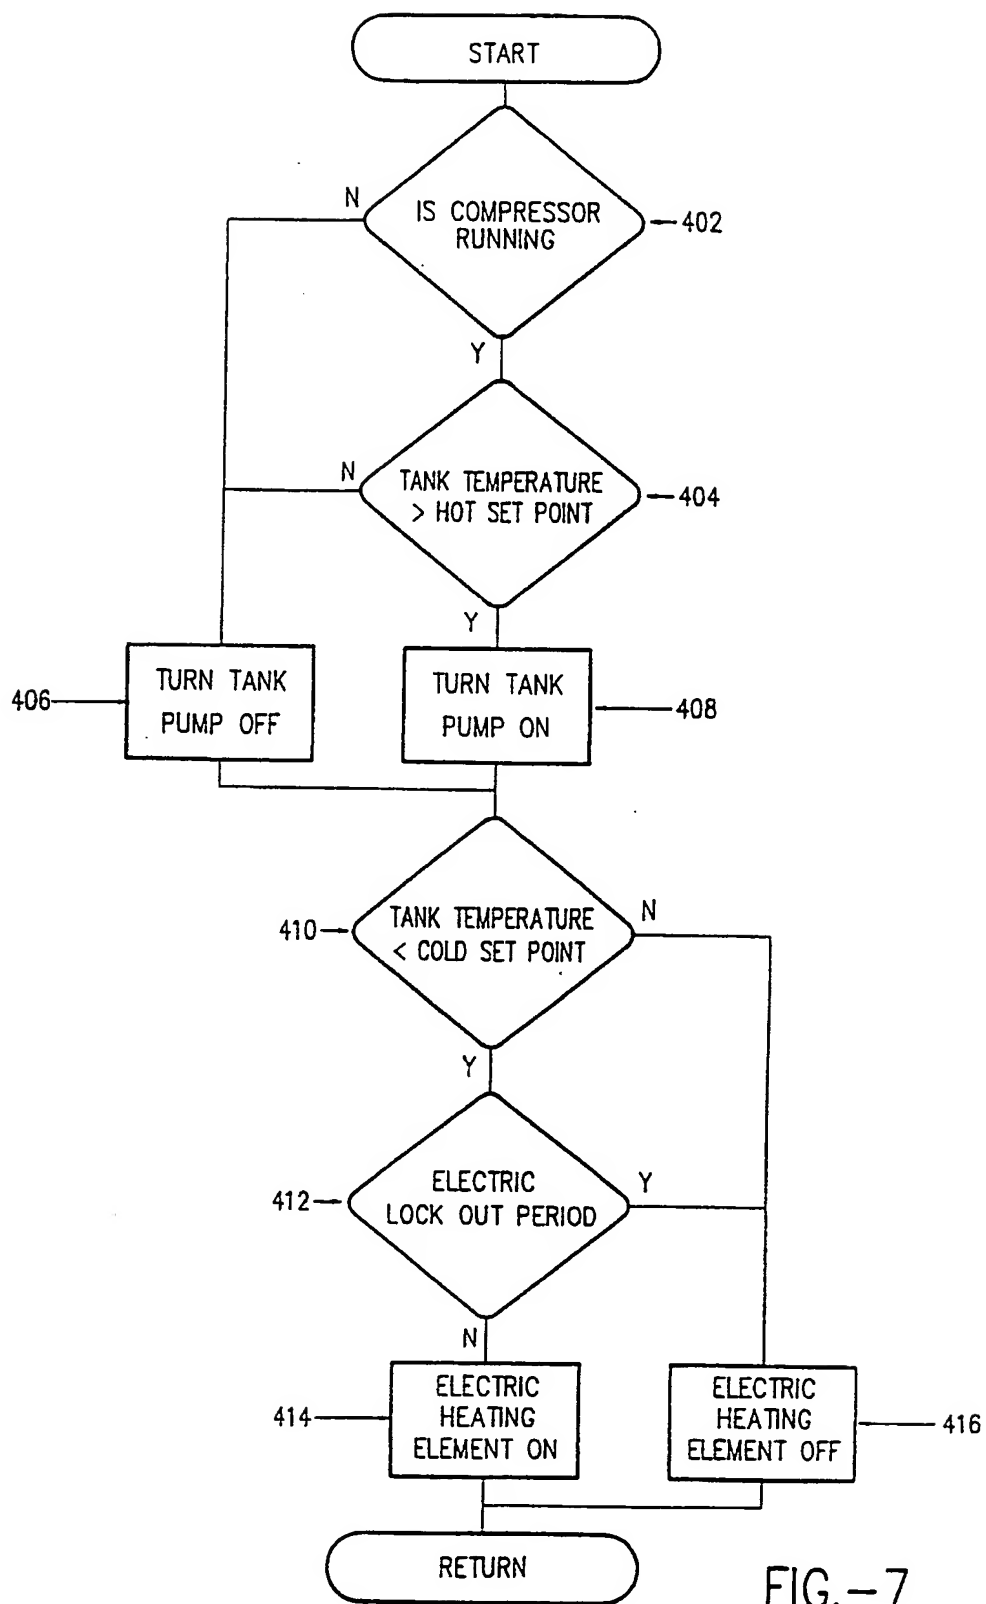 START
N
IS COMPRESSOR
RUNNING
402
Y
N
TANK TEMPERATURE
> HOT SET POINT
404
Y
406
TURN TANK
PUMP OFF
TURN TANK
PUMP ON
408
410
TANK TEMPERATURE
< COLD SET POINT
N
Y
412
ELECTRIC
LOCK OUT PERIOD
Y
N
414
ELECTRIC
HEATING
ELEMENT ON
ELECTRIC
HEATING
ELEMENT OFF
416
RETURN
FIG.-7